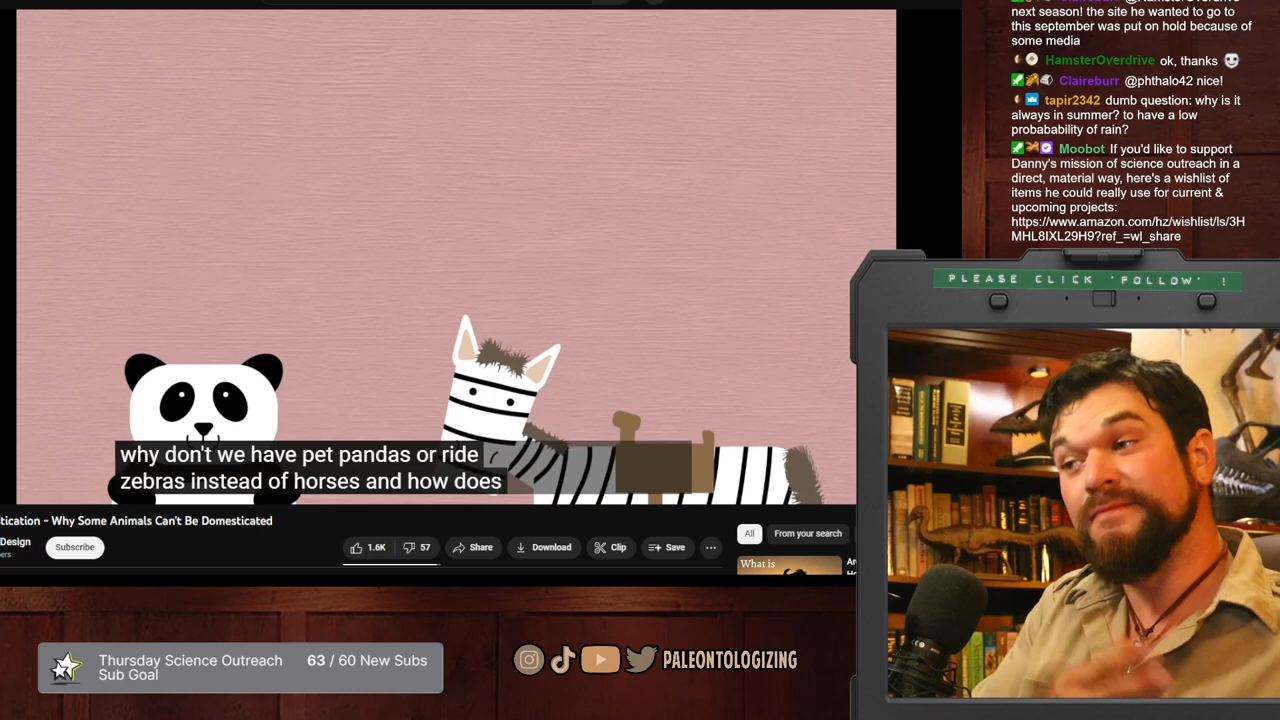 next season! the site he wanted to go to
this september was put on hold because of
some media
HamsterOverdrive ok, thanks
Claireburr @phthalo42 nice!
tapir2342 dumb question: why is it
always in summer? to have a low
probabability of rain?
Moobot If you'd like to support
Danny's mission of science outreach in a
direct, material way, here's a wishlist of
items he could really use for current &
upcoming projects:
https://www.amazon.com/hz/wishlist/ls/3H
MHL8IXL29H9?ref_=wl_share
PLEASE CLICK 'FOLLOW' !
why don't we have pet pandas or ride
zebras instead of horses and how does
tication - Why Some Animals Can't Be Domesticated
Design
bers
Subscribe
1.6K
57
Share
Download
Clip
Save
All
From your search
What is
Thursday Science Outreach
Sub Goal
63 / 60 New Subs
PALEONTOLOGIZING